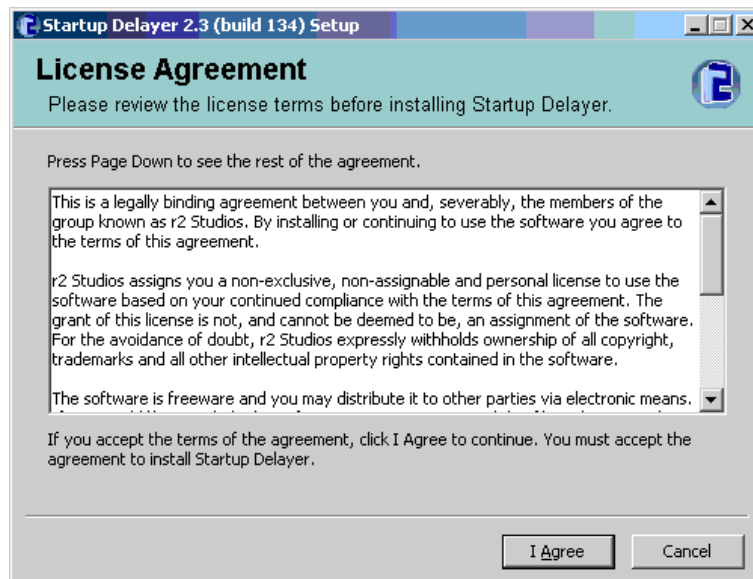 Startup Delayer 2.3 (build 134) Setup
License Agreement
Please review the license terms before installing Startup Delayer.
Press Page Down to see the rest of the agreement.
This is a legally binding agreement between you and, severably, the members of the
group known as r2 Studios. By installing or continuing to use the software you agree to
the terms of this agreement.
r2 Studios assigns you a non-exclusive, non-assignable and personal license to use the
software based on your continued compliance with the terms of this agreement. The
grant of this license is not, and cannot be deemed to be, an assignment of the software.
For the avoidance of doubt, r2 Studios expressly withholds ownership of all copyright,
trademarks and all other intellectual property rights contained in the software.
The software is freeware and you may distribute it to other parties via electronic means.
If you accept the terms of the agreement, click I Agree to continue. You must accept the
agreement to install Startup Delayer.
I Agree
Cancel